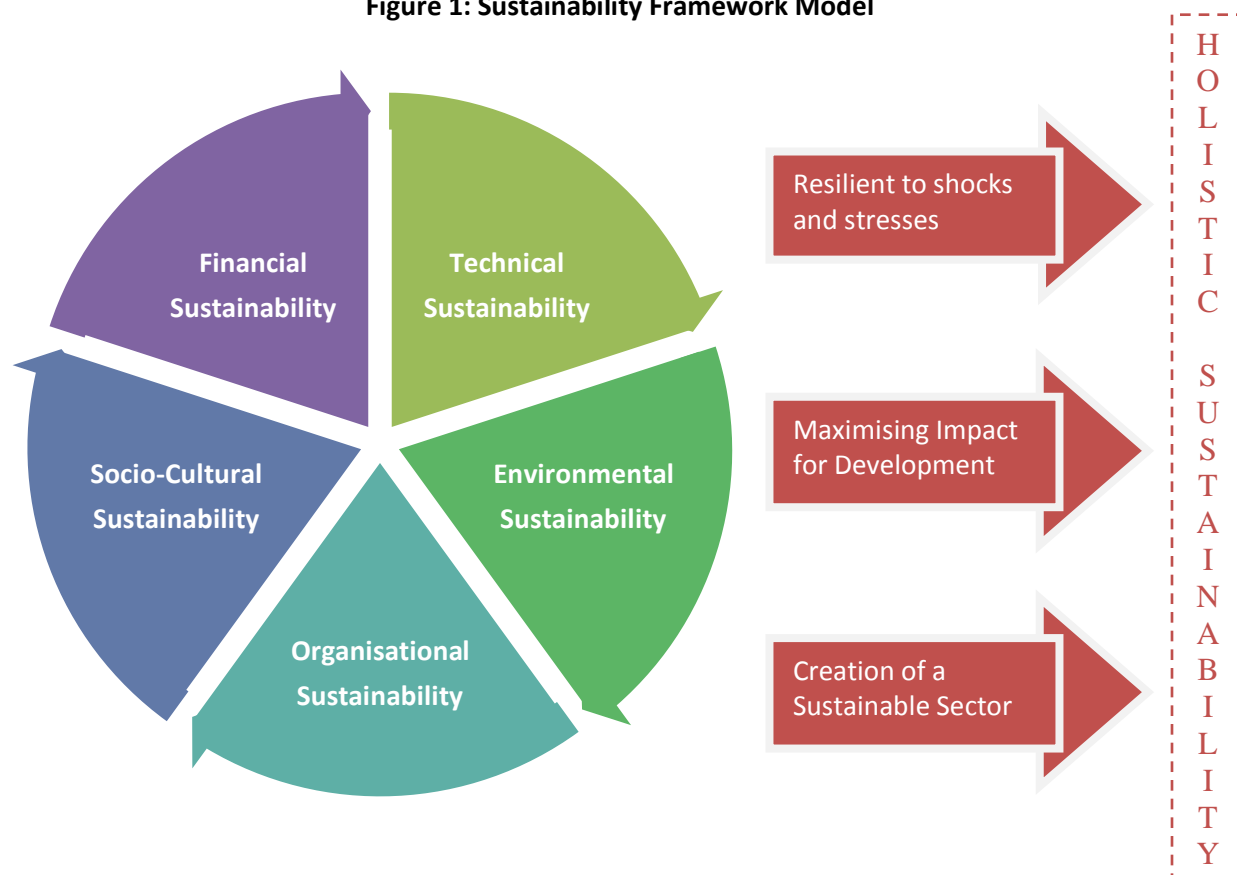 Figure 1: Sustainability Framework Model
Financial
Sustainability
Technical
Sustainability
Socio-Cultural
Sustainability
Environmental
Sustainability
Organisational
Sustainability
Resilient to shocks
and stresses
Maximising Impact
for Development
Creation of a
Sustainable Sector
H
O
L
I
S
T
I
C
S
U
S
T
A
I
N
A
B
I
L
I
T
Y